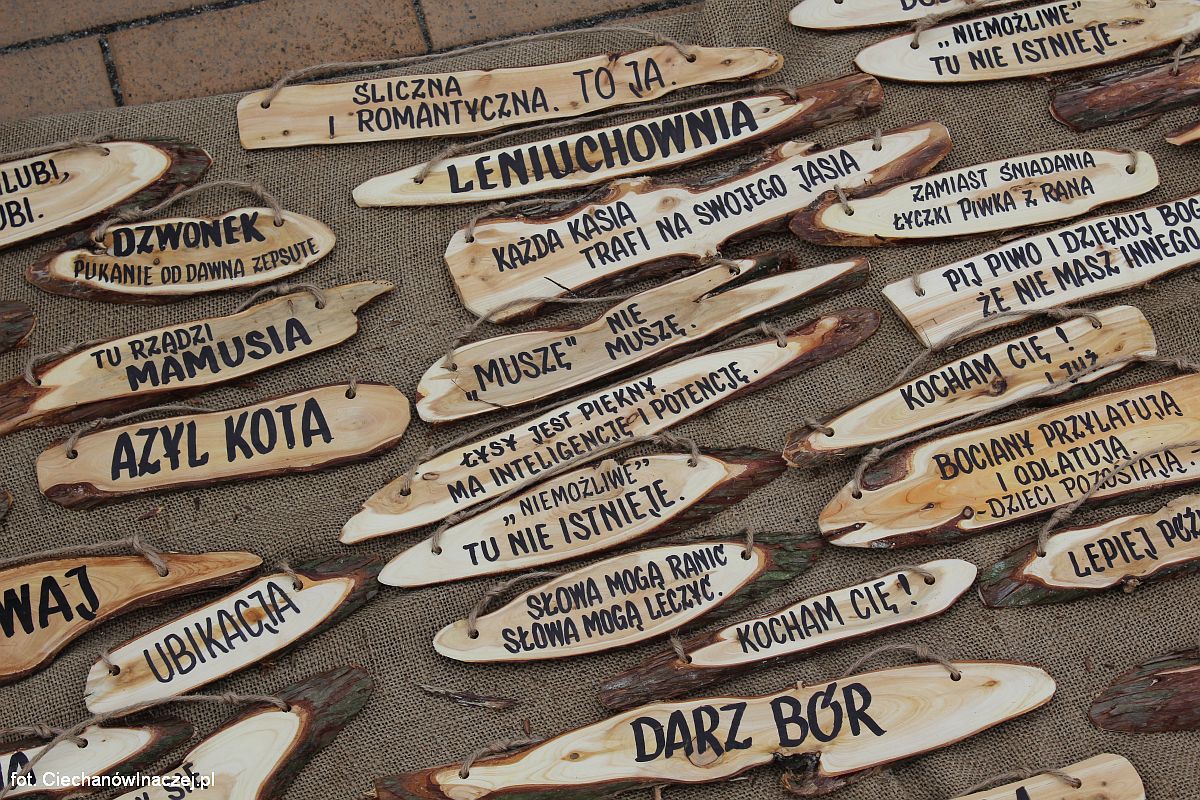 „NIEMOŻLIWE"
TU NIE ISTNIEJE.
ŚLICZNA
I ROMANTYCZNA. TO JA.
LENIUCHOWNIA
KAŻDA KASIA
TRAFI NA SWOJEGO JASIA
ZAMIAST ŚNIADANIA
ŁYCZKI PIWKA Z RANA
PIJ PIWO I DZIĘKUJ BOG
ŻE NIE MASZ INNEGO
DZWONEK
PUKANIE OD DAWNA ZEPSUTE
TU RZĄDZI
MAMUSIA
AZYL KOTA
NIE
„MUSZĘ" MUSZĘ.
ŁYSY JEST PIĘKNY
MA INTELIGENCJĘ I POTENCJĘ.
„NIEMOŻLIWE"
TU NIE ISTNIEJE.
KOCHAM CIĘ!
I JUŻ
BOCIANY PRZYLATUJĄ
I ODLATUJĄ.
-DZIECI POZOSTAJĄ.-
LEPIEJ
SŁOWA MOGĄ RANIĆ
SŁOWA MOGĄ LECZYĆ.
KOCHAM CIĘ!
WAJ
UBIKACJA
DARZ BÓR
fot. CiechanówInaczej.pl